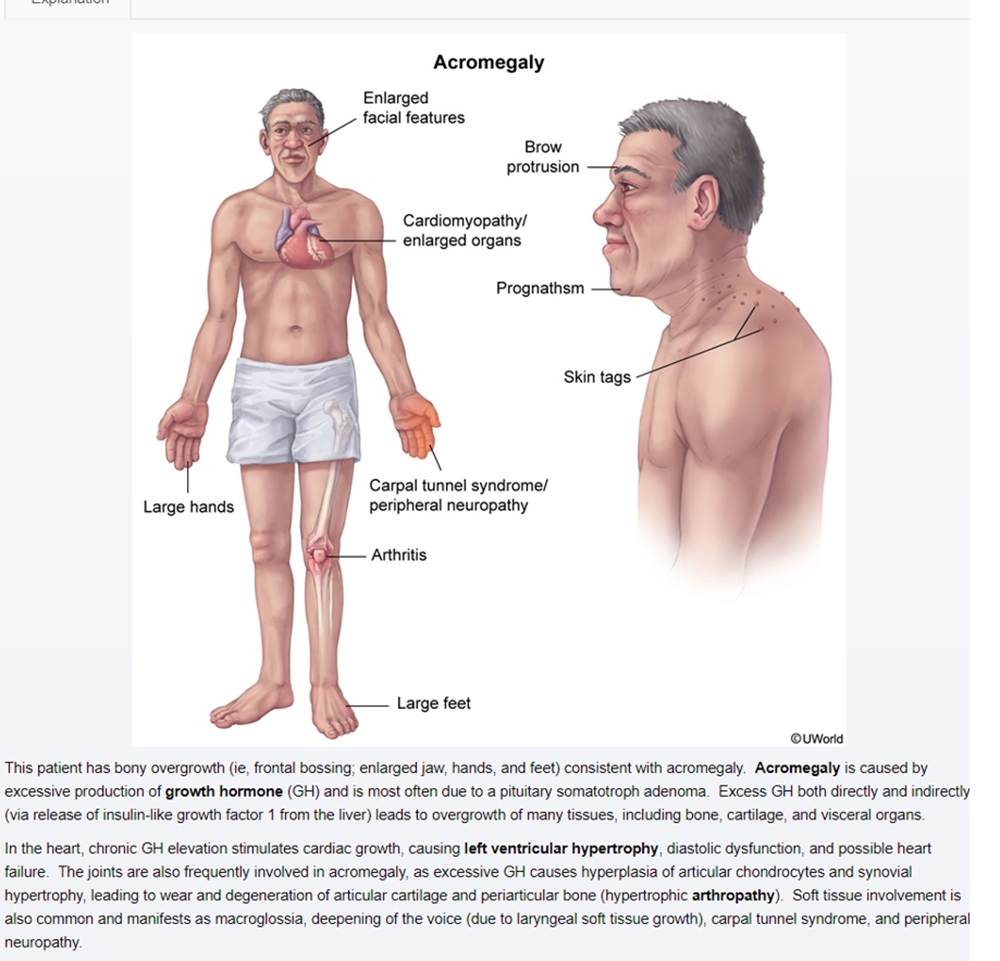 Explanation
Acromegaly
Enlarged
facial features
Brow
protrusion
Cardiomyopathy/
enlarged organs
Prognathsm
Skin tags
Large hands
Carpal tunnel syndrome/
peripheral neuropathy
Arthritis
Large feet
©UWorld
This patient has bony overgrowth (ie, frontal bossing; enlarged jaw, hands, and feet) consistent with acromegaly. Acromegaly is caused by
excessive production of growth hormone (GH) and is most often due to a pituitary somatotroph adenoma. Excess GH both directly and indirectly
(via release of insulin-like growth factor 1 from the liver) leads to overgrowth of many tissues, including bone, cartilage, and visceral organs.
In the heart, chronic GH elevation stimulates cardiac growth, causing left ventricular hypertrophy, diastolic dysfunction, and possible heart
failure. The joints are also frequently involved in acromegaly, as excessive GH causes hyperplasia of articular chondrocytes and synovial
hypertrophy, leading to wear and degeneration of articular cartilage and periarticular bone (hypertrophic arthropathy). Soft tissue involvement is
also common and manifests as macroglossia, deepening of the voice (due to laryngeal soft tissue growth), carpal tunnel syndrome, and peripheral
neuropathy.